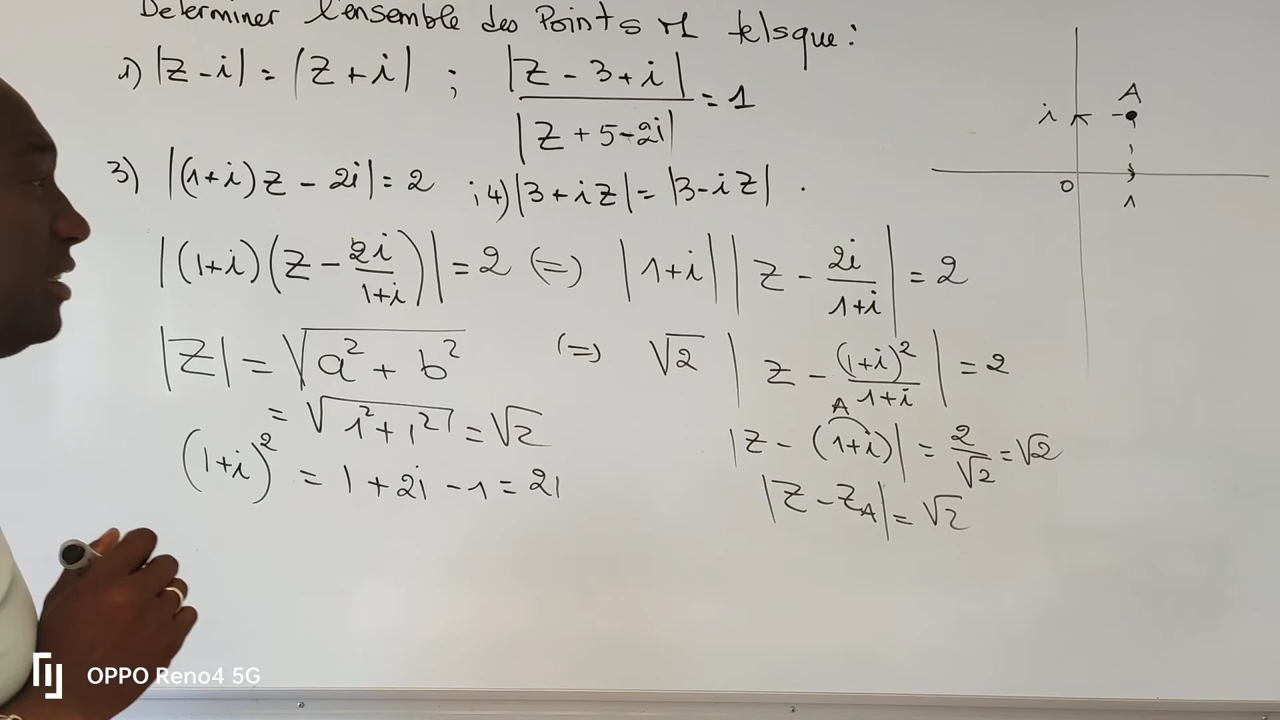 Determiner l'ensemble des Points M telsque :
1) |z - i| = |z + i| ; |z - 3 + i| / |z + 5 - 2i| = 1
3) |(1+i)z - 2i| = 2 ; 4) |3 + iz| = |3 - iz| .
|(1+i)(z - 2i/1+i)| = 2 (=) |1+i| |z - 2i/1+i| = 2
|z| = √a² + b² (=) √2 |z - (1+i)²/1+i| = 2
= √1² + 1² = √2
|z - (1+i)| = 2/√2 = √2
A
(1+i)² = 1 + 2i - 1 = 2i
|z - z_A| = √2
A
i
0
1
OPPO Reno4 5G